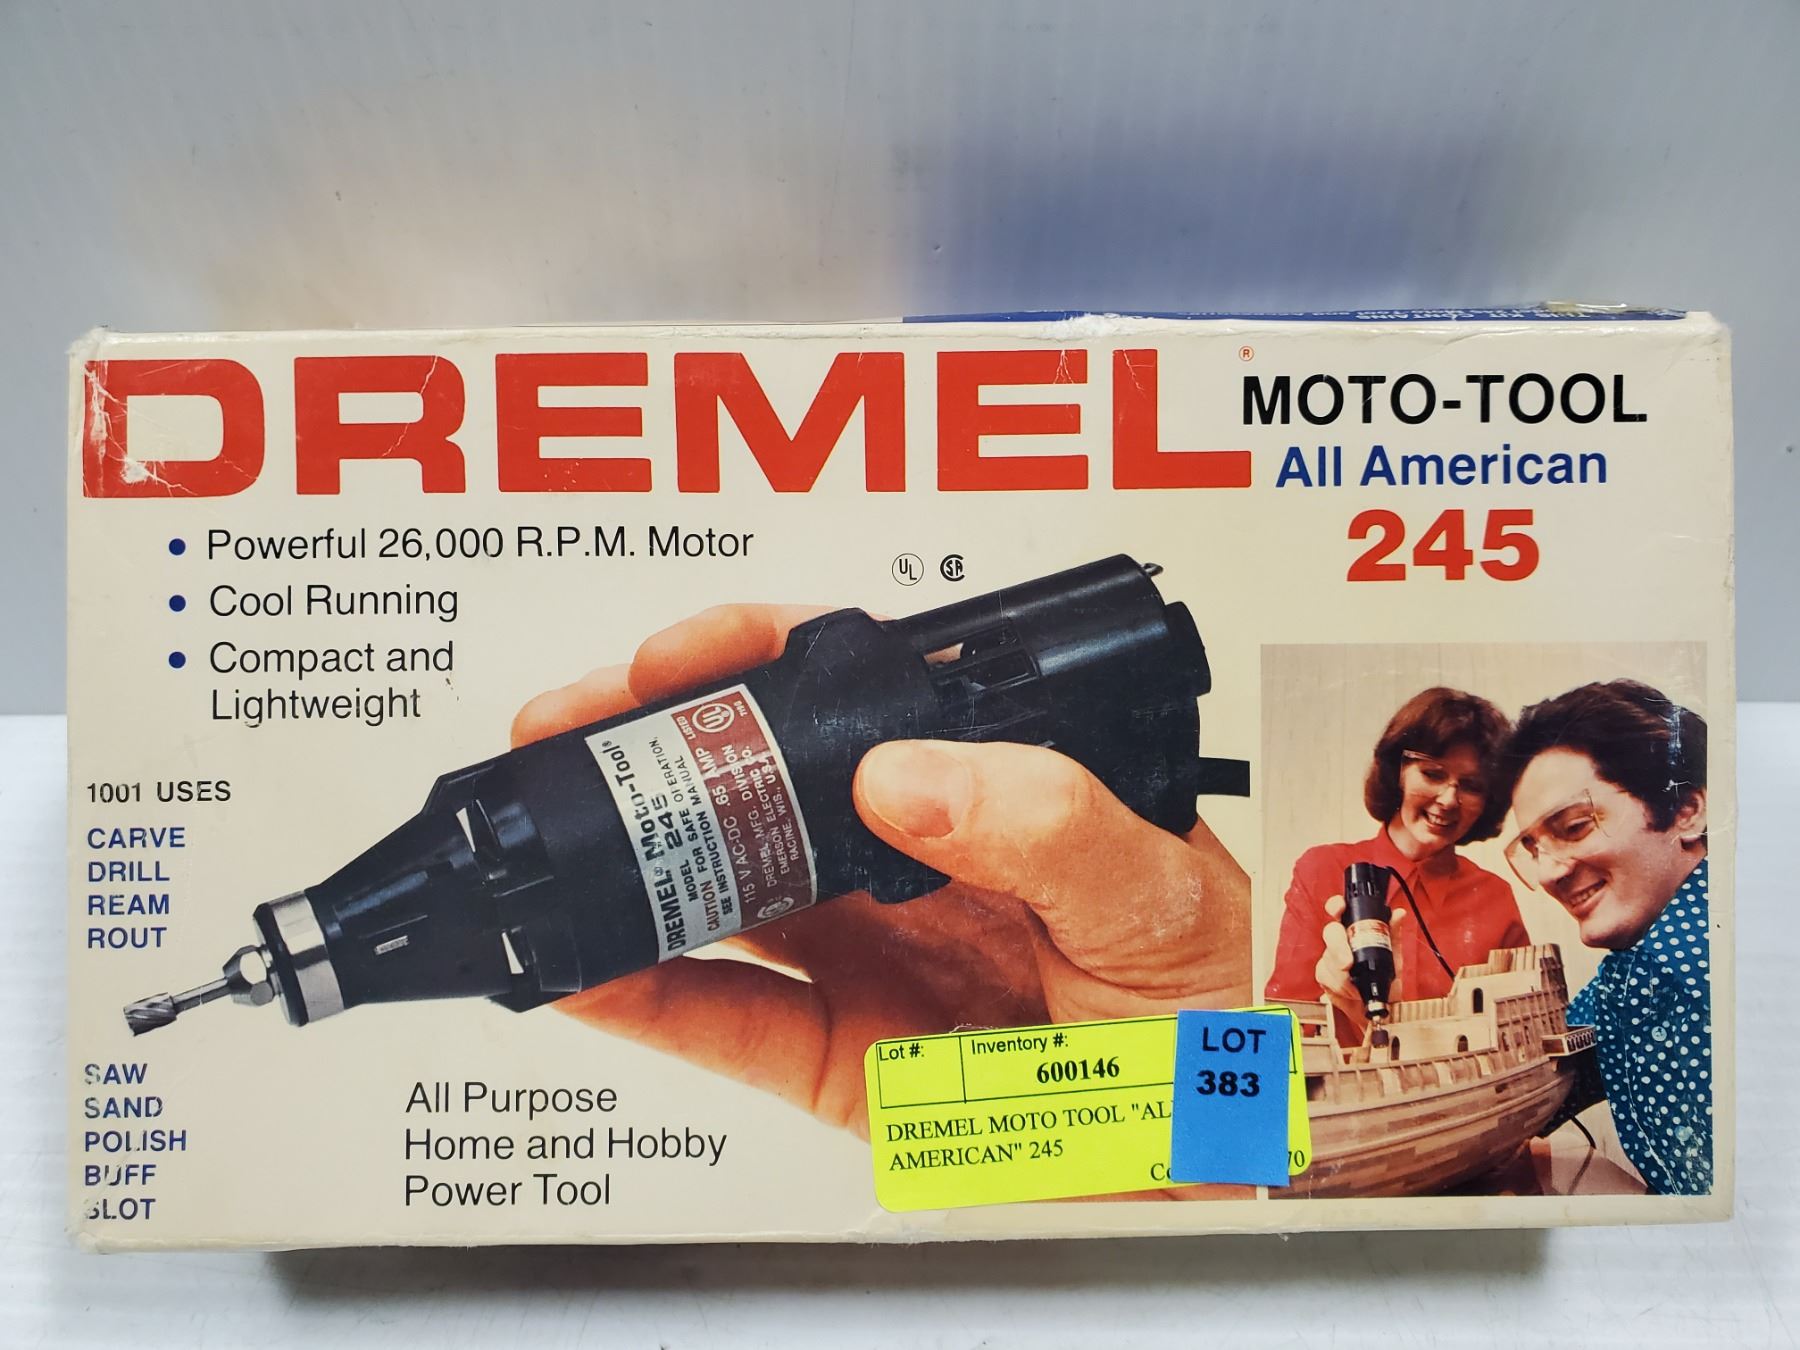 DREMEL®
MOTO-TOOL
All American
245
• Powerful 26,000 R.P.M. Motor
• Cool Running
• Compact and
Lightweight
UL
1001 USES
CARVE
DRILL
REAM
ROUT
SAW
SAND
POLISH
BUFF
SLOT
DREMEL Moto-Tool®
MODEL 245
CAUTION FOR SAFE OPERATION,
SEE INSTRUCTION MANUAL
115 V AC-DC .65 AMP
LISTED UL
DREMEL MFG. DIVISION
EMERSON ELECTRIC CO.
RACINE, WIS., U.S.A.
All Purpose
Home and Hobby
Power Tool
Lot #:
Inventory #:
600146
DREMEL MOTO TOOL "AL
AMERICAN" 245
LOT
383